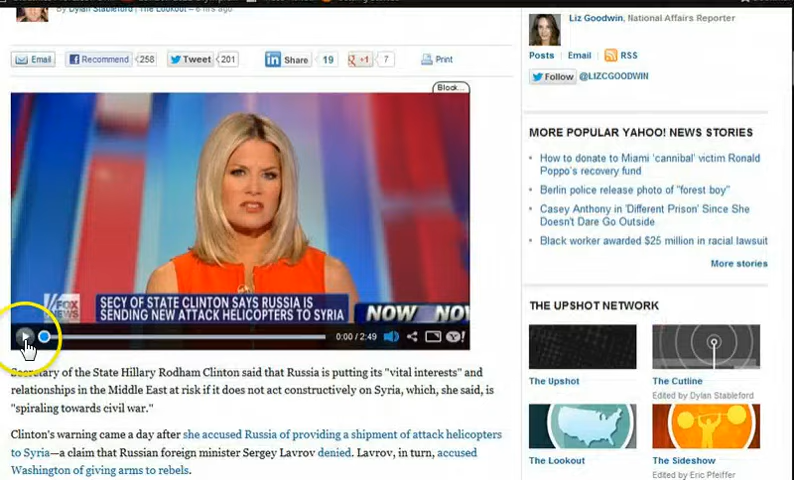 By Dylan Stableford | The Lookout – 6 hrs ago
Liz Goodwin, National Affairs Reporter
Email
Recommend 258
Tweet 201
in Share 19
g +1 7
Print
Posts Email RSS
Follow @LIZCGOODWIN
Block...
MORE POPULAR YAHOO! NEWS STORIES
How to donate to Miami 'cannibal' victim Ronald
Poppo's recovery fund
Berlin police release photo of "forest boy"
Casey Anthony in 'Different Prison' Since She
Doesn't Dare Go Outside
Black worker awarded $25 million in racial lawsuit
More stories
FOX
NEWS
SECY OF STATE CLINTON SAYS RUSSIA IS
SENDING NEW ATTACK HELICOPTERS TO SYRIA
NOW NO
0:00 / 2:49
Y!
THE UPSHOT NETWORK
The Upshot
The Cutline
Edited by Dylan Stableford
The Lookout
The Sideshow
Edited by Eric Pfeiffer
Secretary of the State Hillary Rodham Clinton said that Russia is putting its "vital interests" and
relationships in the Middle East at risk if it does not act constructively on Syria, which, she said, is
"spiraling towards civil war."
Clinton's warning came a day after she accused Russia of providing a shipment of attack helicopters
to Syria—a claim that Russian foreign minister Sergey Lavrov denied. Lavrov, in turn, accused
Washington of giving arms to rebels.